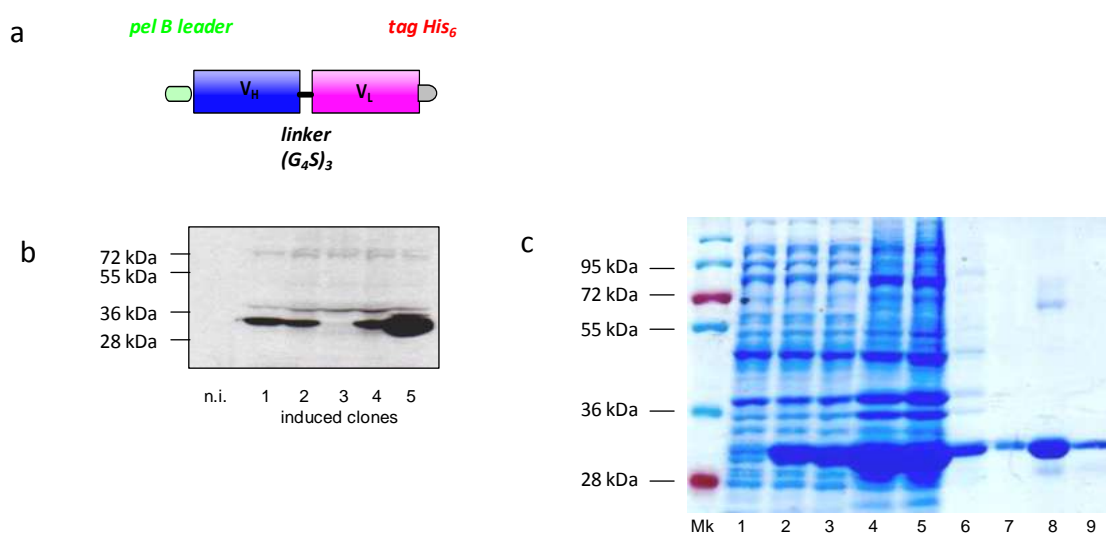 a
pel B leader
tag His₆
V_H
V_L
linker
(G₄S)₃
b
72 kDa
55 kDa
36 kDa
28 kDa
n.i. 1 2 3 4 5
induced clones
c
95 kDa
72 kDa
55 kDa
36 kDa
28 kDa
Mk 1 2 3 4 5 6 7 8 9